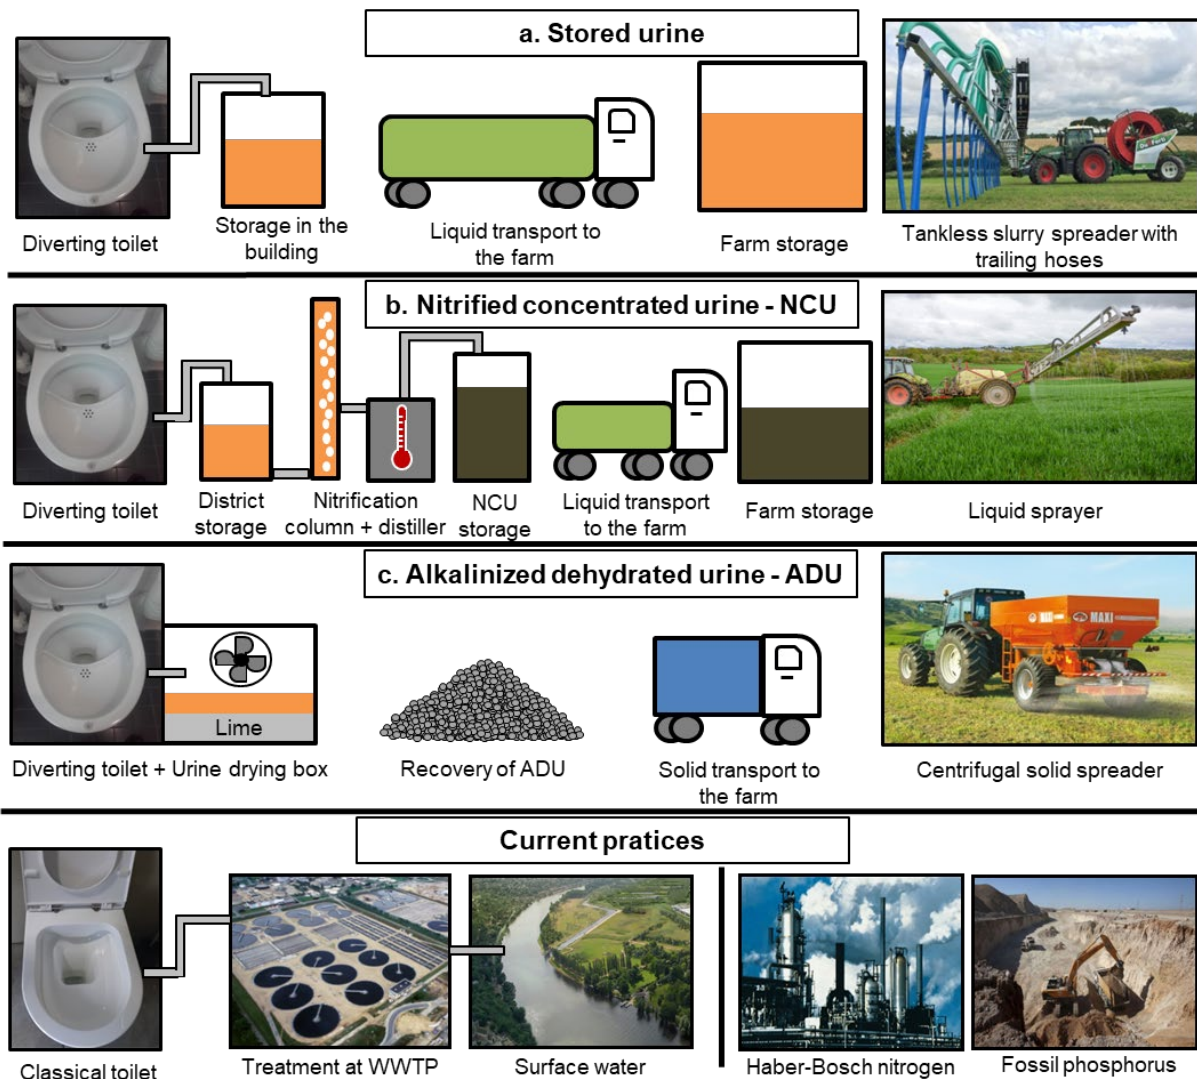 a. Stored urine
Diverting toilet
Storage in the
building
Liquid transport to
the farm
Farm storage
Tankless slurry spreader with
trailing hoses
b. Nitrified concentrated urine - NCU
Diverting toilet
District
storage
Nitrification
column + distiller
NCU
storage
Liquid transport
to the farm
Farm storage
Liquid sprayer
c. Alkalinized dehydrated urine - ADU
Lime
MAXI
Diverting toilet + Urine drying box
Recovery of ADU
Solid transport to
the farm
Centrifugal solid spreader
Current pratices
Classical toilet
Treatment at WWTP
Surface water
Haber-Bosch nitrogen
Fossil phosphorus